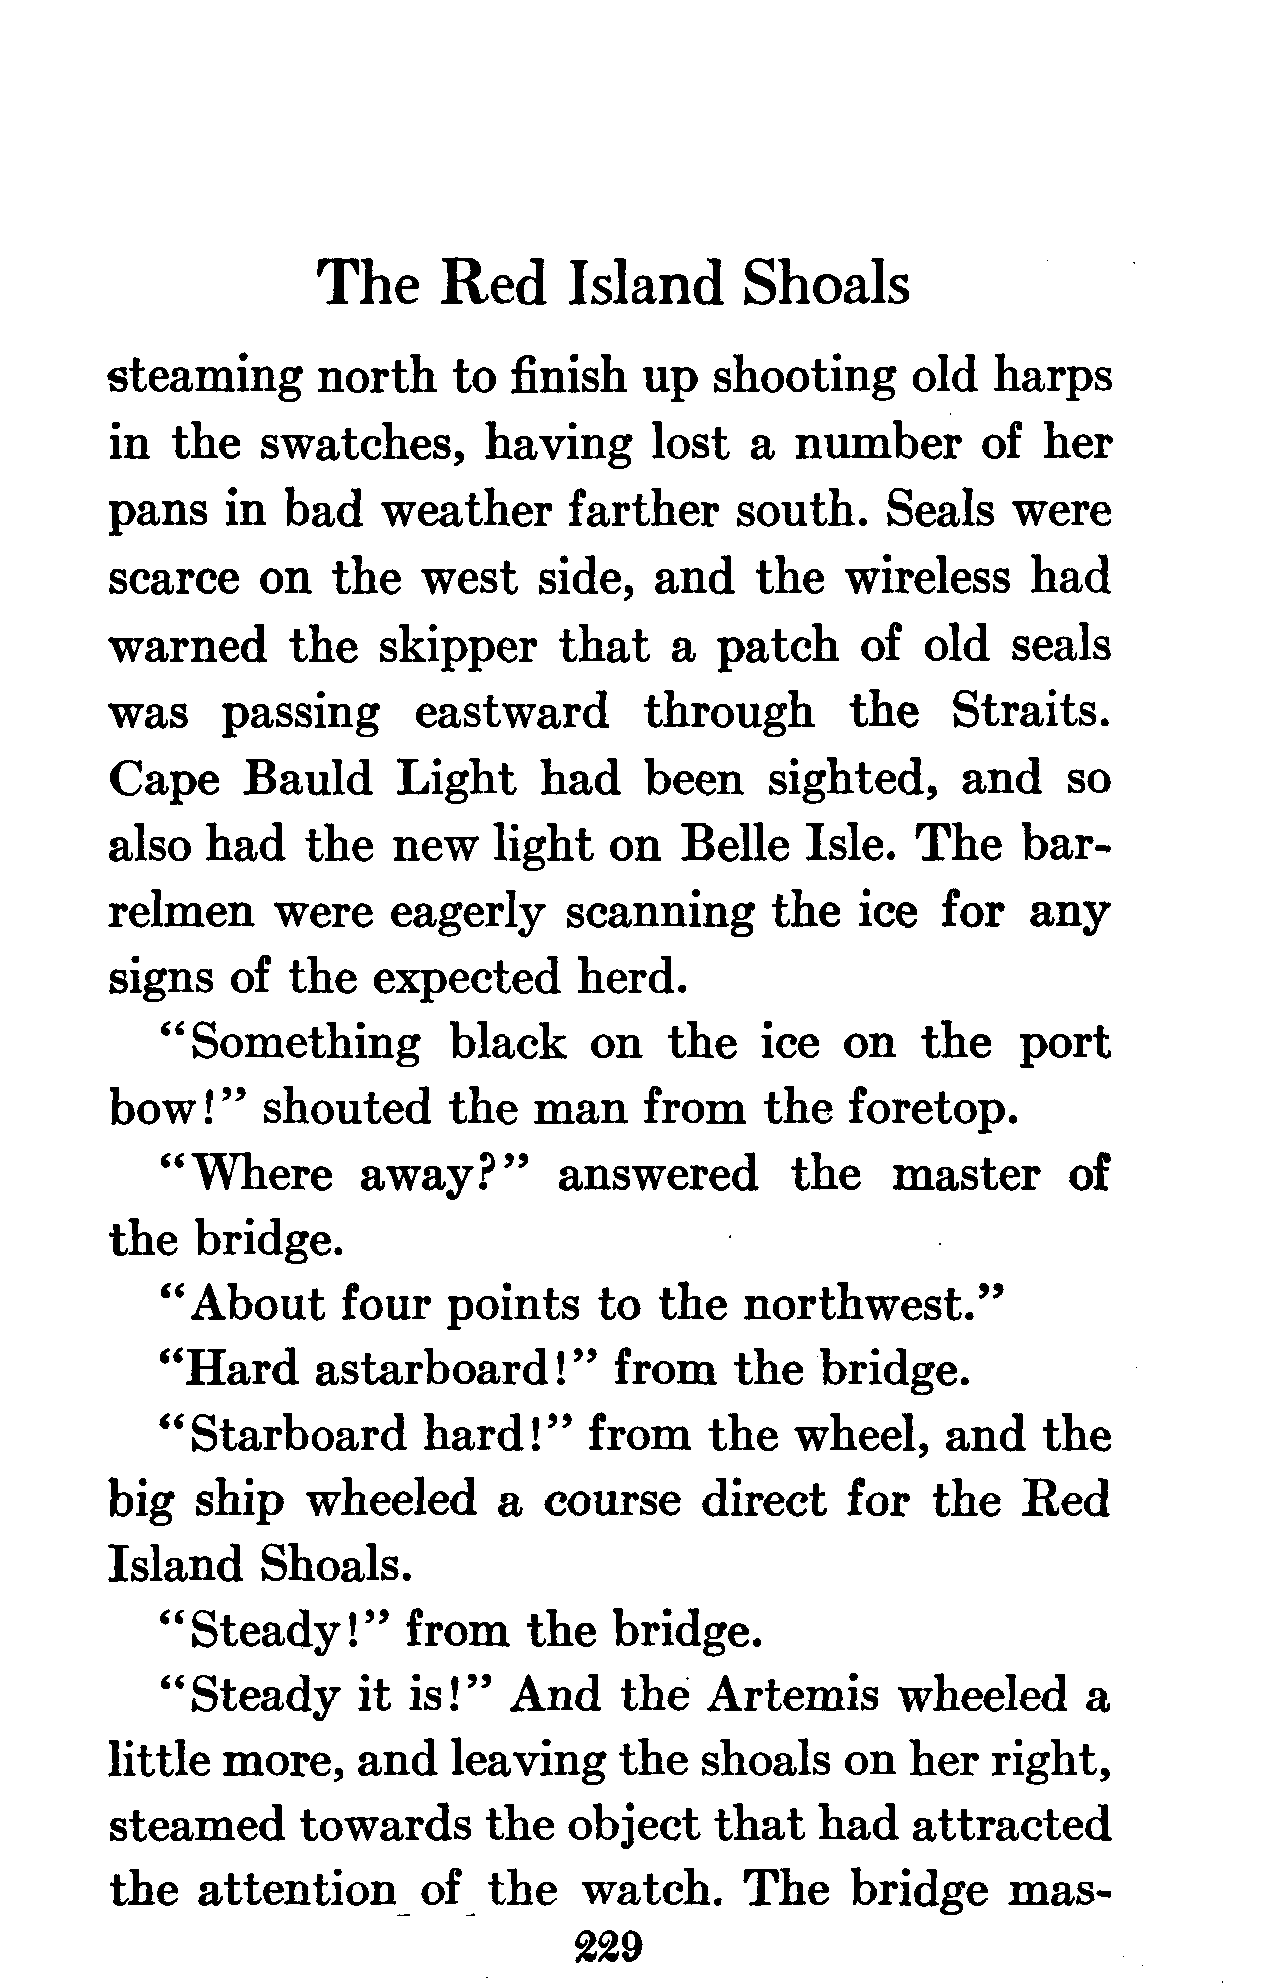 The Red Island Shoals
steaming north to finish up shooting old harps
in the swatches, having lost a number of her
pans in bad weather farther south. Seals were
scarce on the west side, and the wireless had
warned the skipper that a patch of old seals
was passing eastward through the Straits.
Cape Bauld Light had been sighted, and so
also had the new light on Belle Isle. The bar-
relmen were eagerly scanning the ice for any
signs of the expected herd.
“Something black on the ice on the port
bow!” shouted the man from the foretop.
“Where away?” answered the master of
the bridge.
“About four points to the northwest.”
“Hard astarboard!” from the bridge.
“Starboard hard!” from the wheel, and the
big ship wheeled a course direct for the Red
Island Shoals.
“Steady!” from the bridge.
“Steady it is!” And the Artemis wheeled a
little more, and leaving the shoals on her right,
steamed towards the object that had attracted
the attention of the watch. The bridge mas-
229